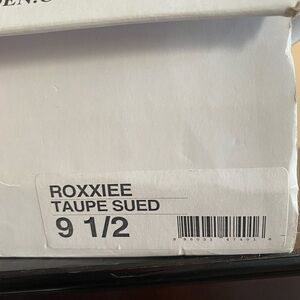 ROXXIEE
TAUPE SUED
9 1/2